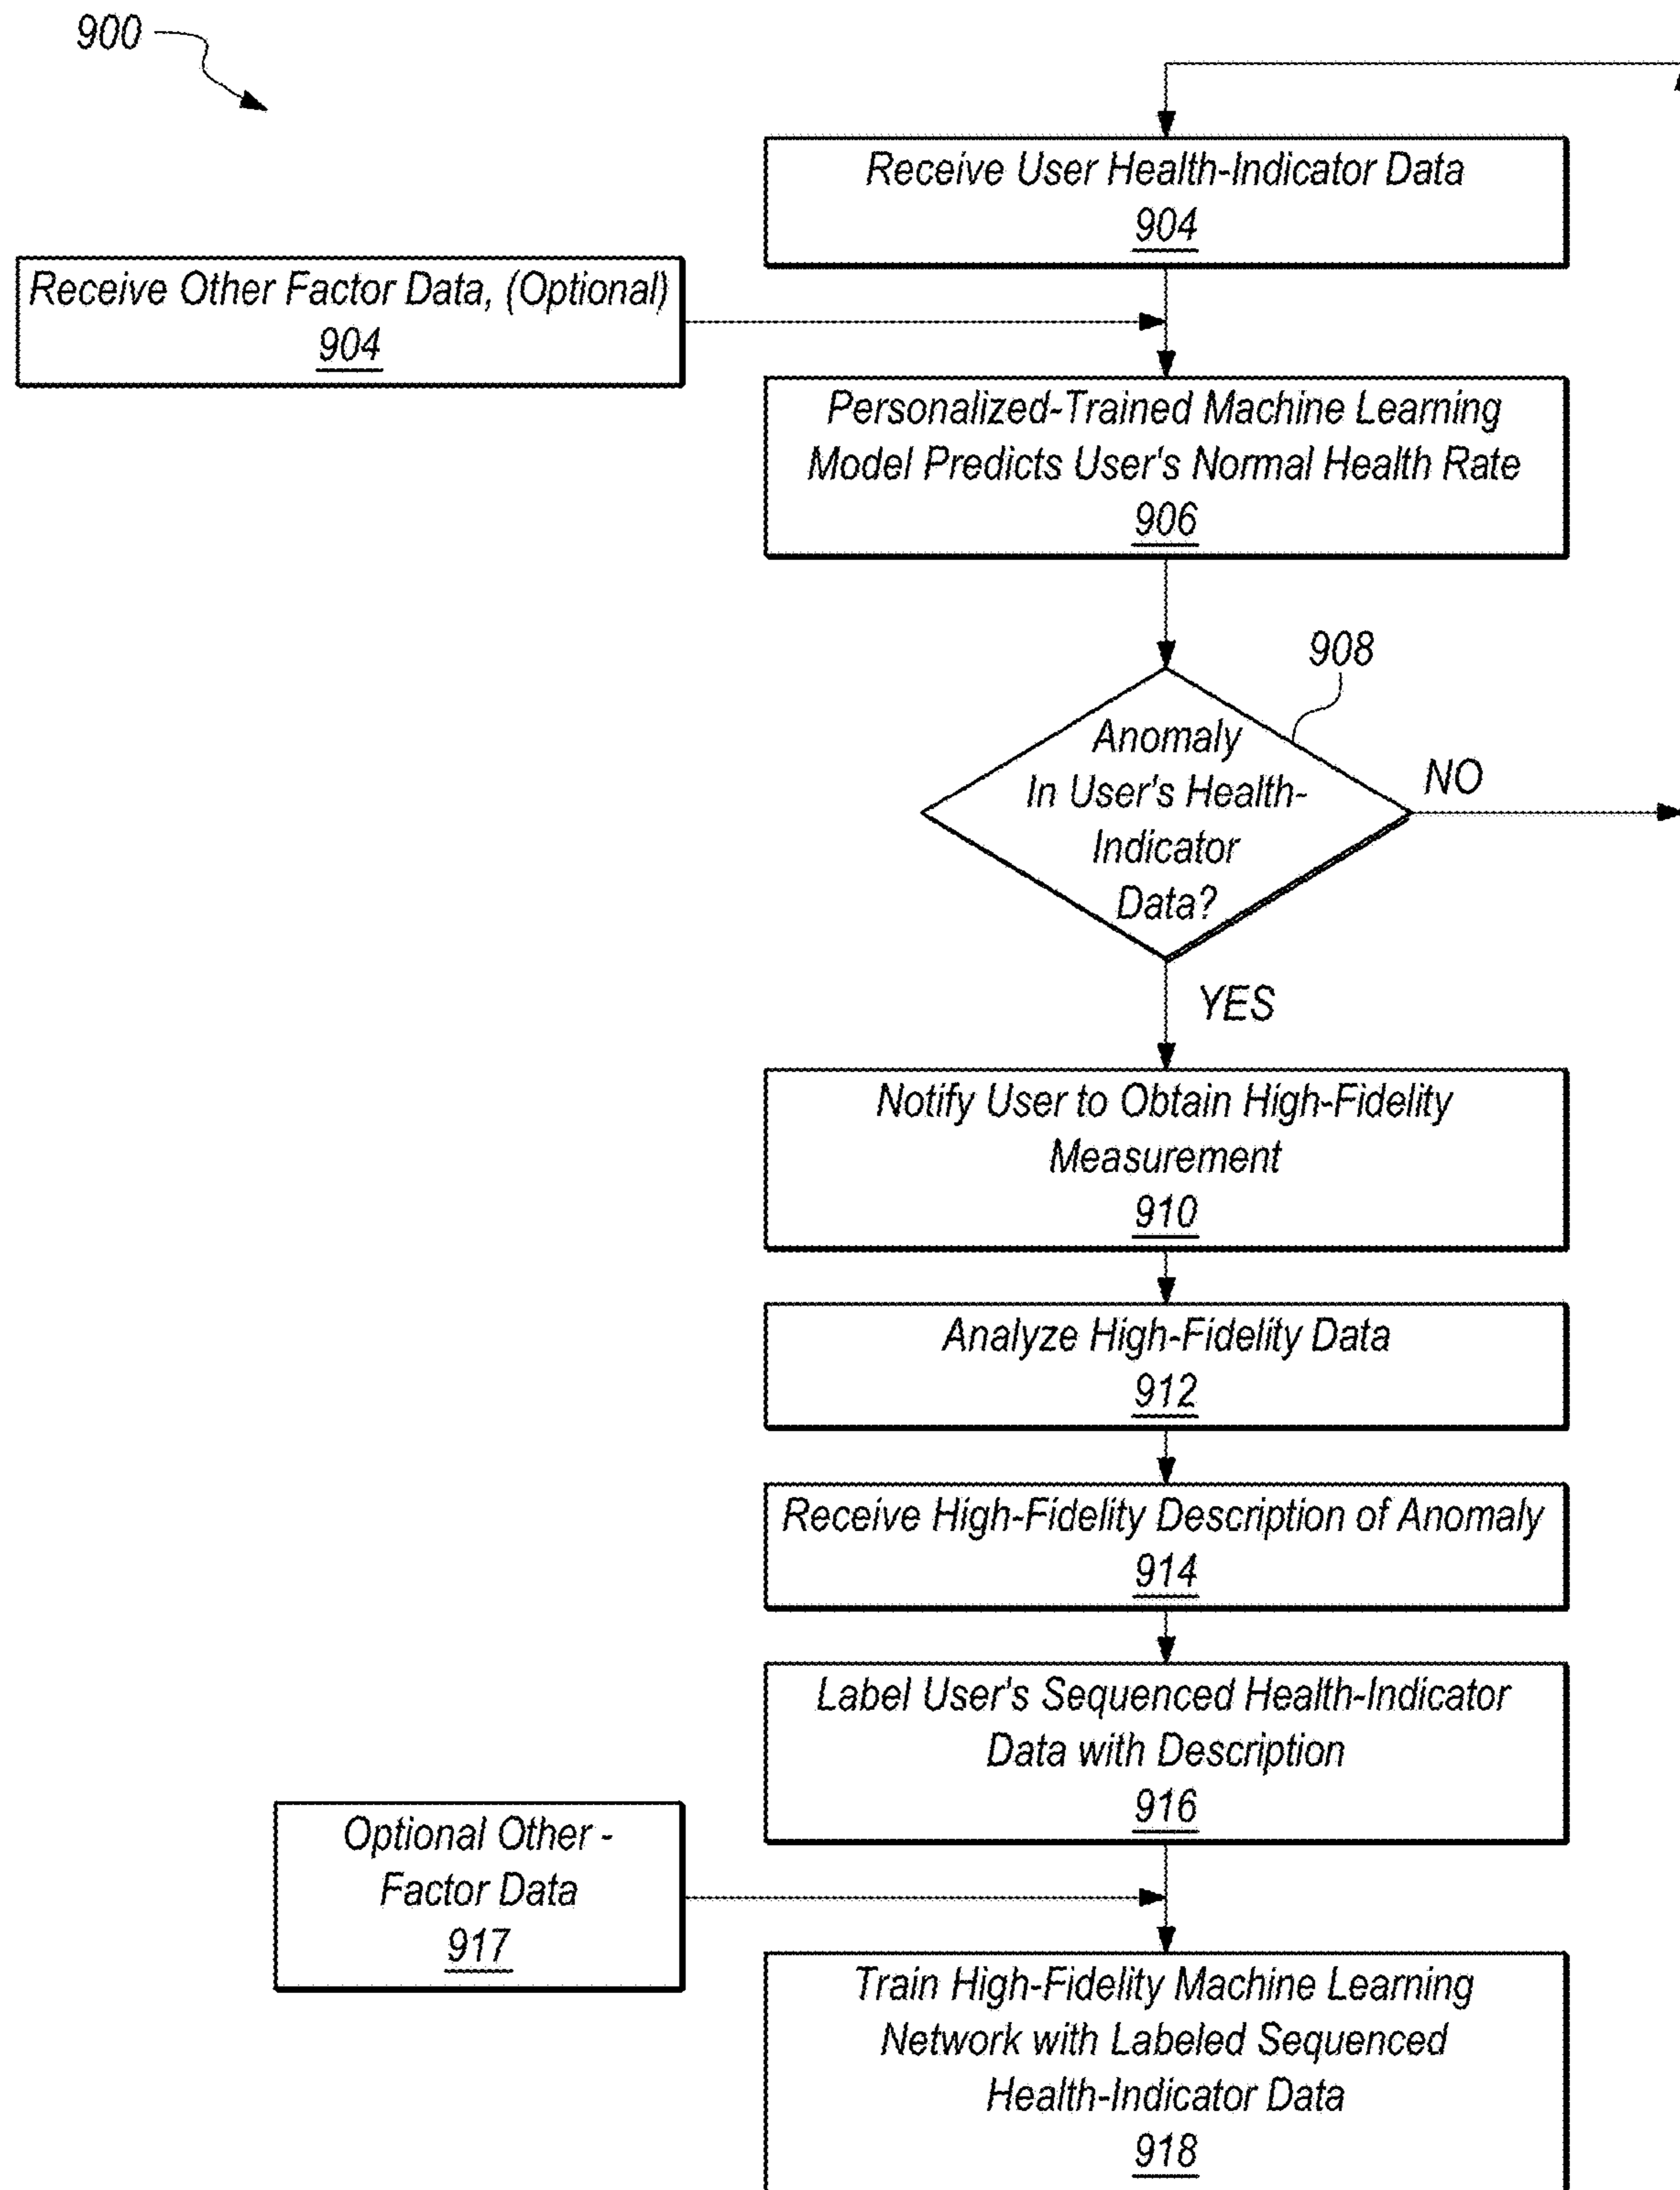 900
Receive User Health-Indicator Data
904
Receive Other Factor Data, (Optional)
904
Personalized-Trained Machine Learning
Model Predicts User's Normal Health Rate
906
908
Anomaly
In User's Health-
Indicator
Data?
NO
YES
Notify User to Obtain High-Fidelity
Measurement
910
Analyze High-Fidelity Data
912
Receive High-Fidelity Description of Anomaly
914
Label User's Sequenced Health-Indicator
Data with Description
916
Optional Other -
Factor Data
917
Train High-Fidelity Machine Learning
Network with Labeled Sequenced
Health-Indicator Data
918